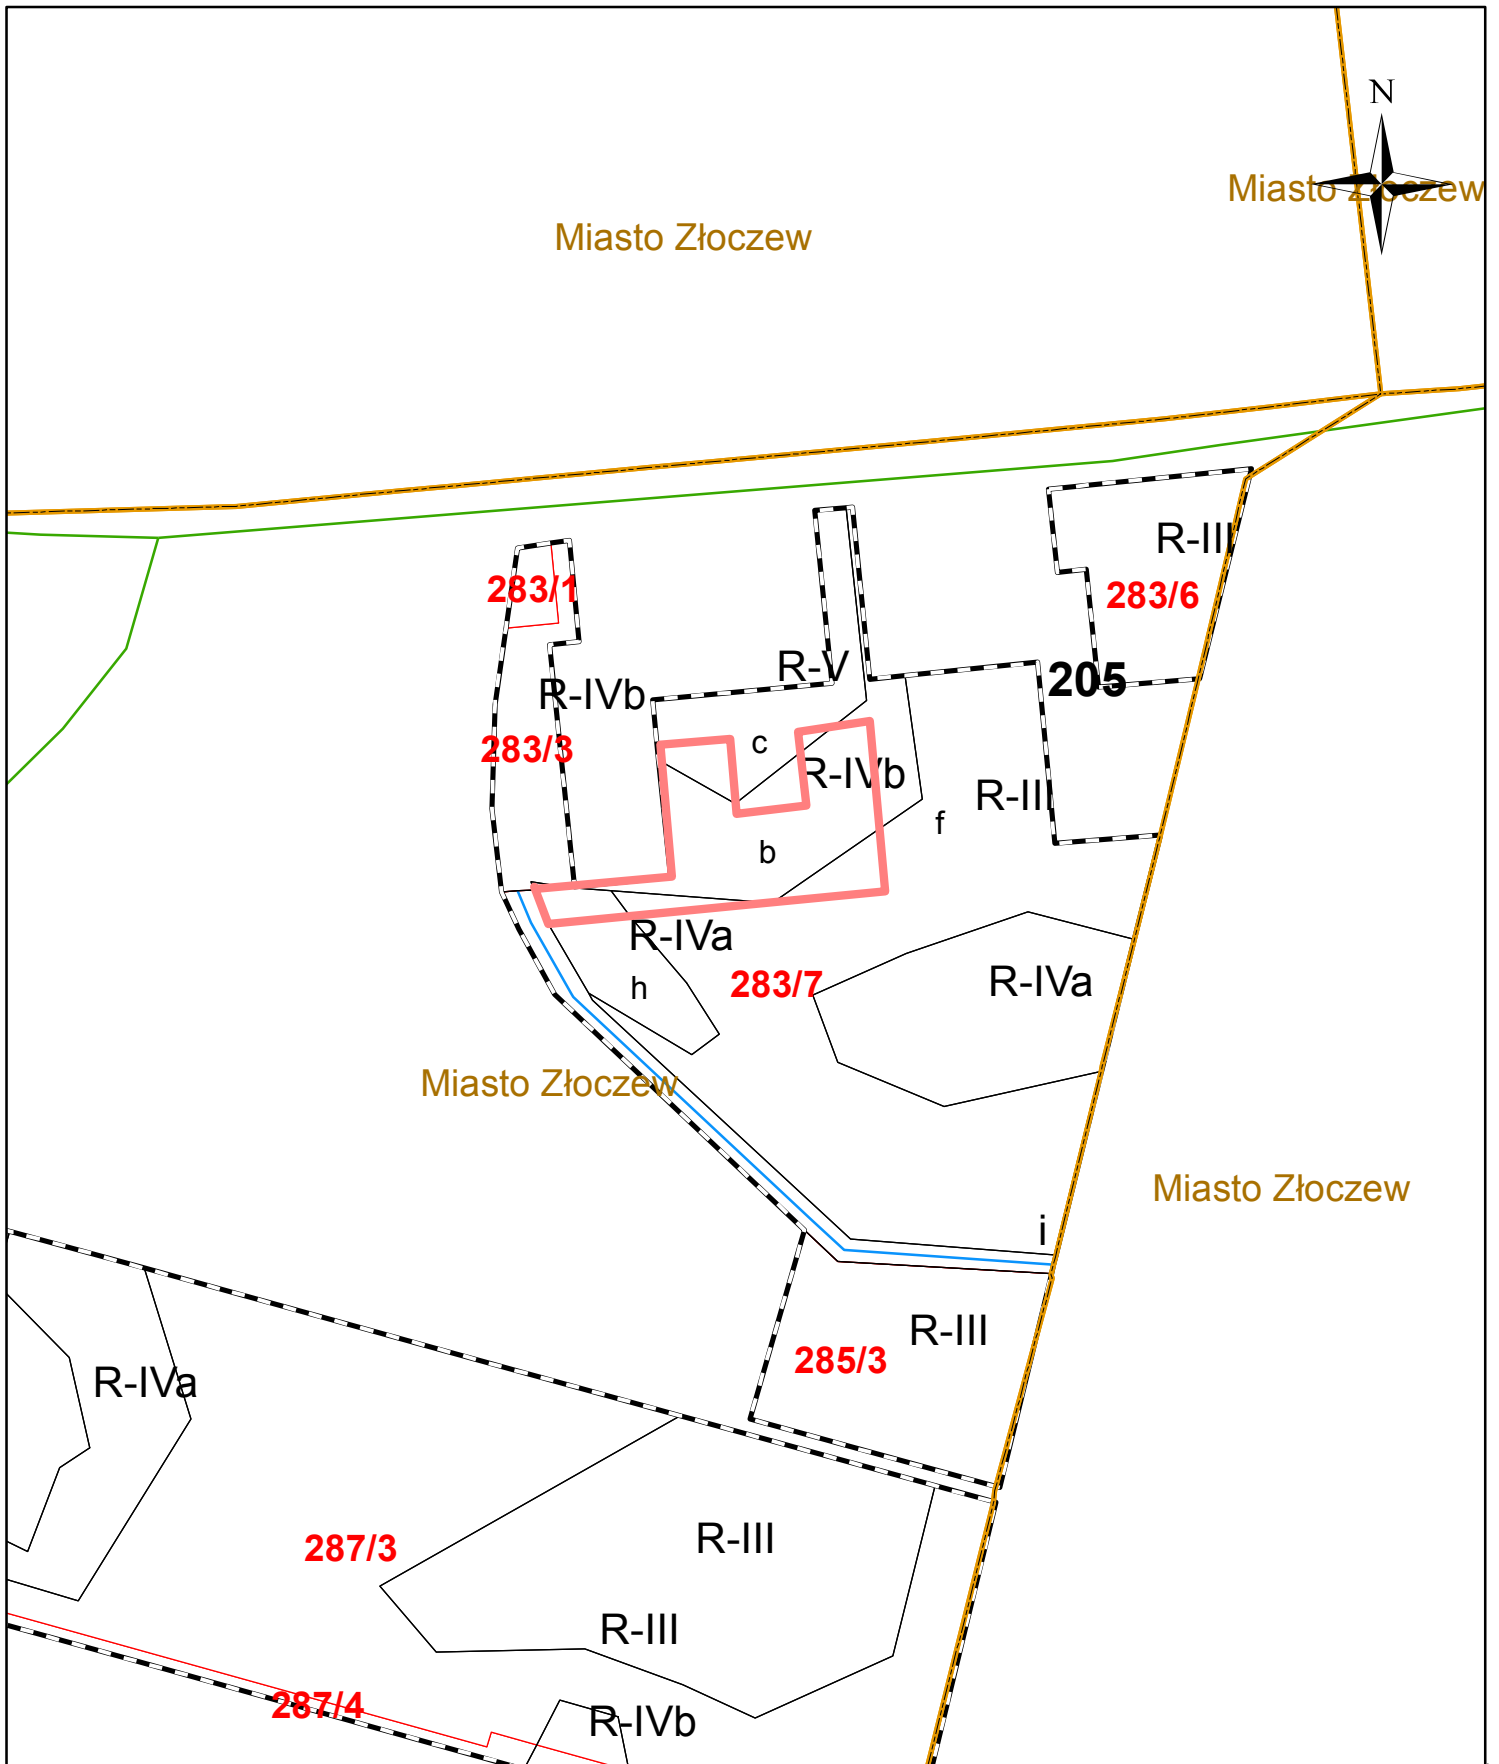 N
Miasto Złoczew
Miasto Złoczew
R-III
283/1
283/6
R-V
205
R-IVb
283/3
c
R-IVb
R-III
f
b
R-IVa
h
283/7
R-IVa
Miasto Złoczew
Miasto Złoczew
i
R-III
285/3
R-IVa
287/3
R-III
R-III
287/4
R-IVb